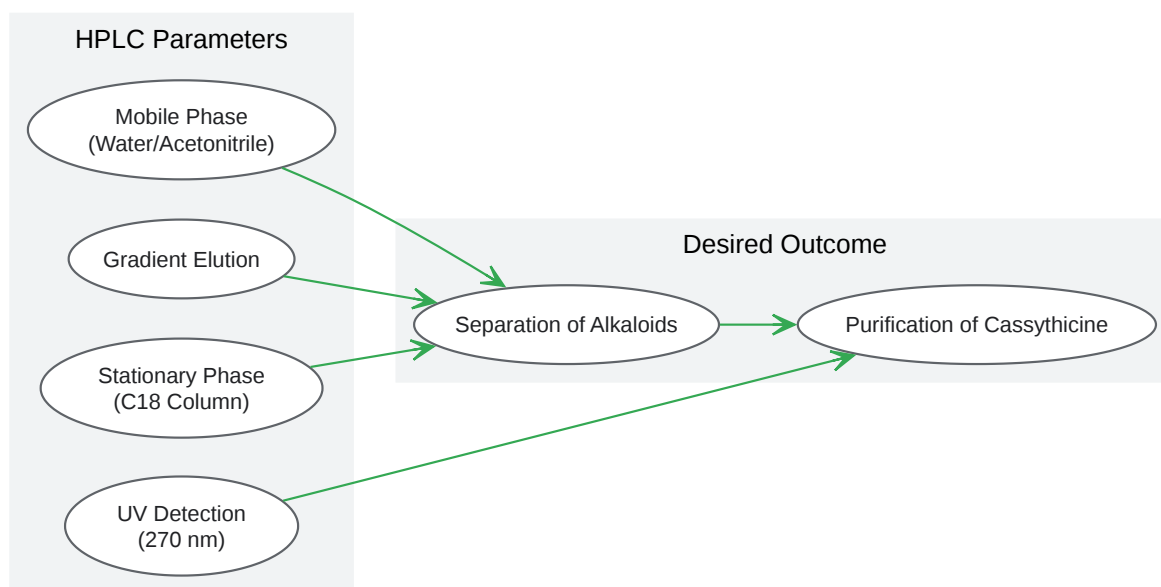 HPLC Parameters
Mobile Phase
(Water/Acetonitrile)
Gradient Elution
Stationary Phase
(C18 Column)
UV Detection
(270 nm)
Desired Outcome
Separation of Alkaloids
Purification of Cassythicine